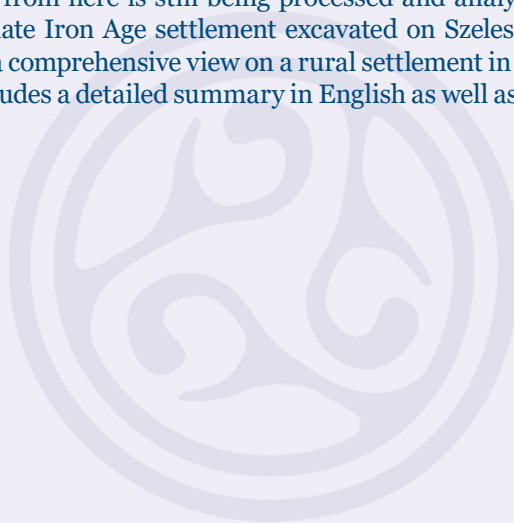 from here is still being processed and analy
ate Iron Age settlement excavated on Szeles
comprehensive view on a rural settlement in
udes a detailed summary in English as well as